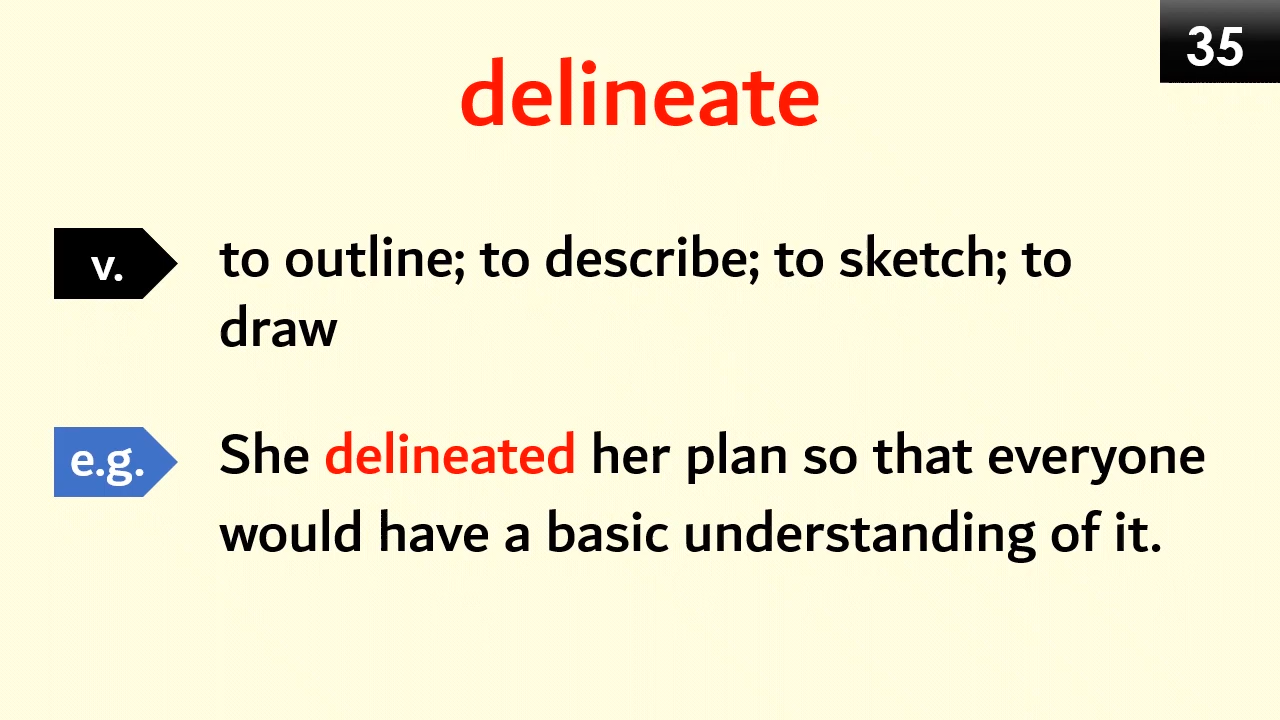 35
delineate
v.
to outline; to describe; to sketch; to
draw
e.g.
She delineated her plan so that everyone
would have a basic understanding of it.